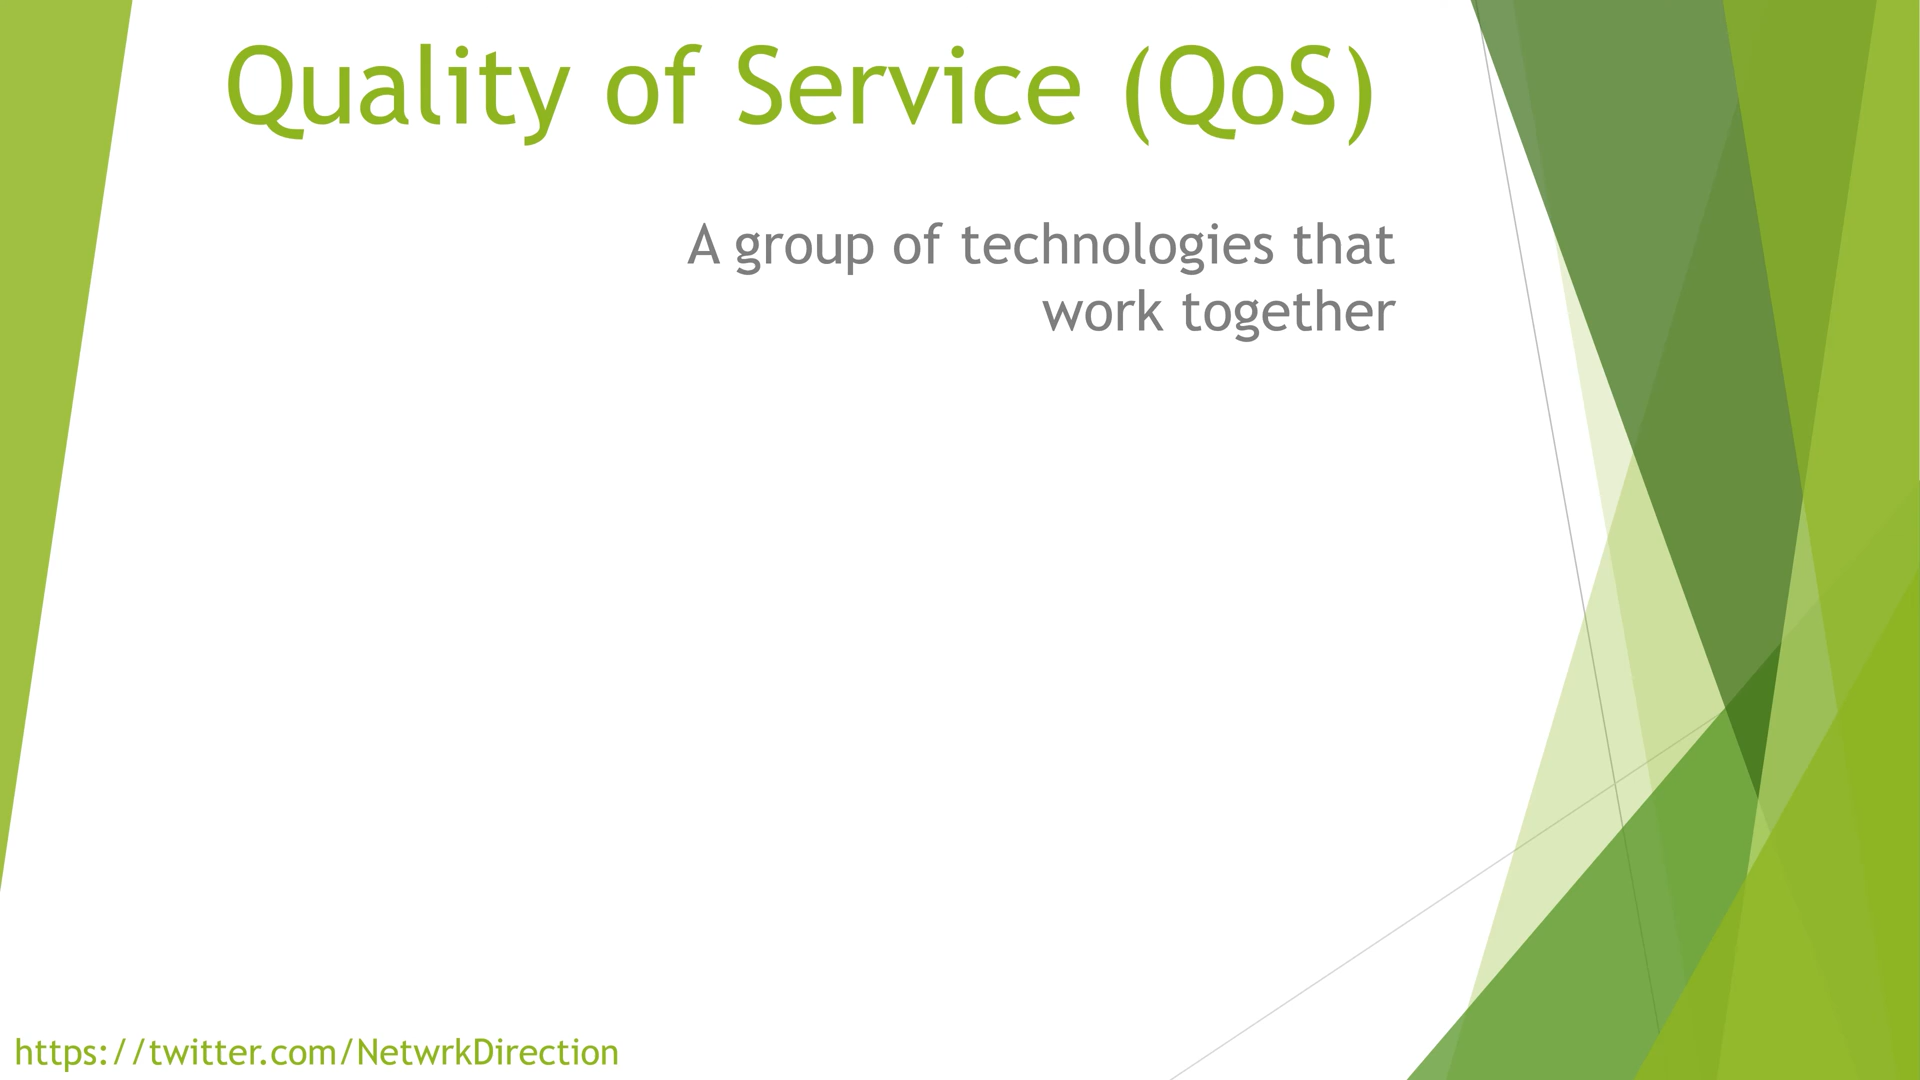 Quality of Service (QoS)
A group of technologies that
work together
https://twitter.com/NetwrkDirection